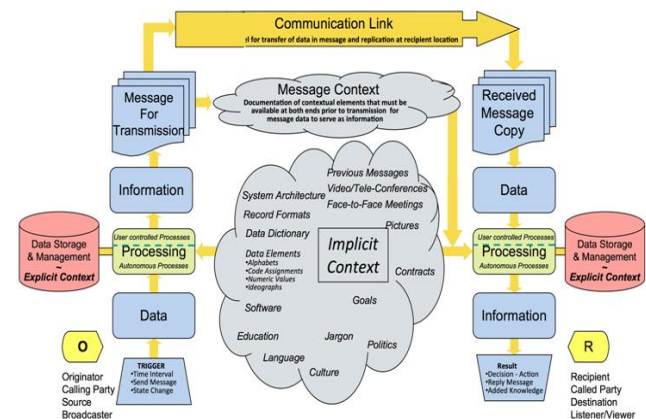 Communication Link
el for transfer of data in message and replication at recipient location
Message
For
Transmission
Message Context
Documentation of contextual elements that must be
available at both ends prior to transmission for
message data to serve as information
Received
Message
Copy
Information
Data
System Architecture
Record Formats
Data Dictionary
Data Elements
•Alphabets
•Code Assignments
•Numeric Values
•Ideographs
Software
Education
Language
Culture
Jargon
Politics
Goals
Contracts
Pictures
Face-to-Face Meetings
Video/Tele-Conferences
Previous Messages
Implicit
Context
Data Storage
& Management
~
Explicit Context
User controlled Processes
Processing
Autonomous Processes
User controlled Processes
Processing
Autonomous Processes
Data Storage
& Management
~
Explicit Context
Data
Information
O
Originator
Calling Party
Source
Broadcaster
TRIGGER
•Time Interval
•Send Message
•State Change
Result
•Decision - Action
•Reply Message
•Added Knowledge
R
Recipient
Called Party
Destination
Listener/Viewer